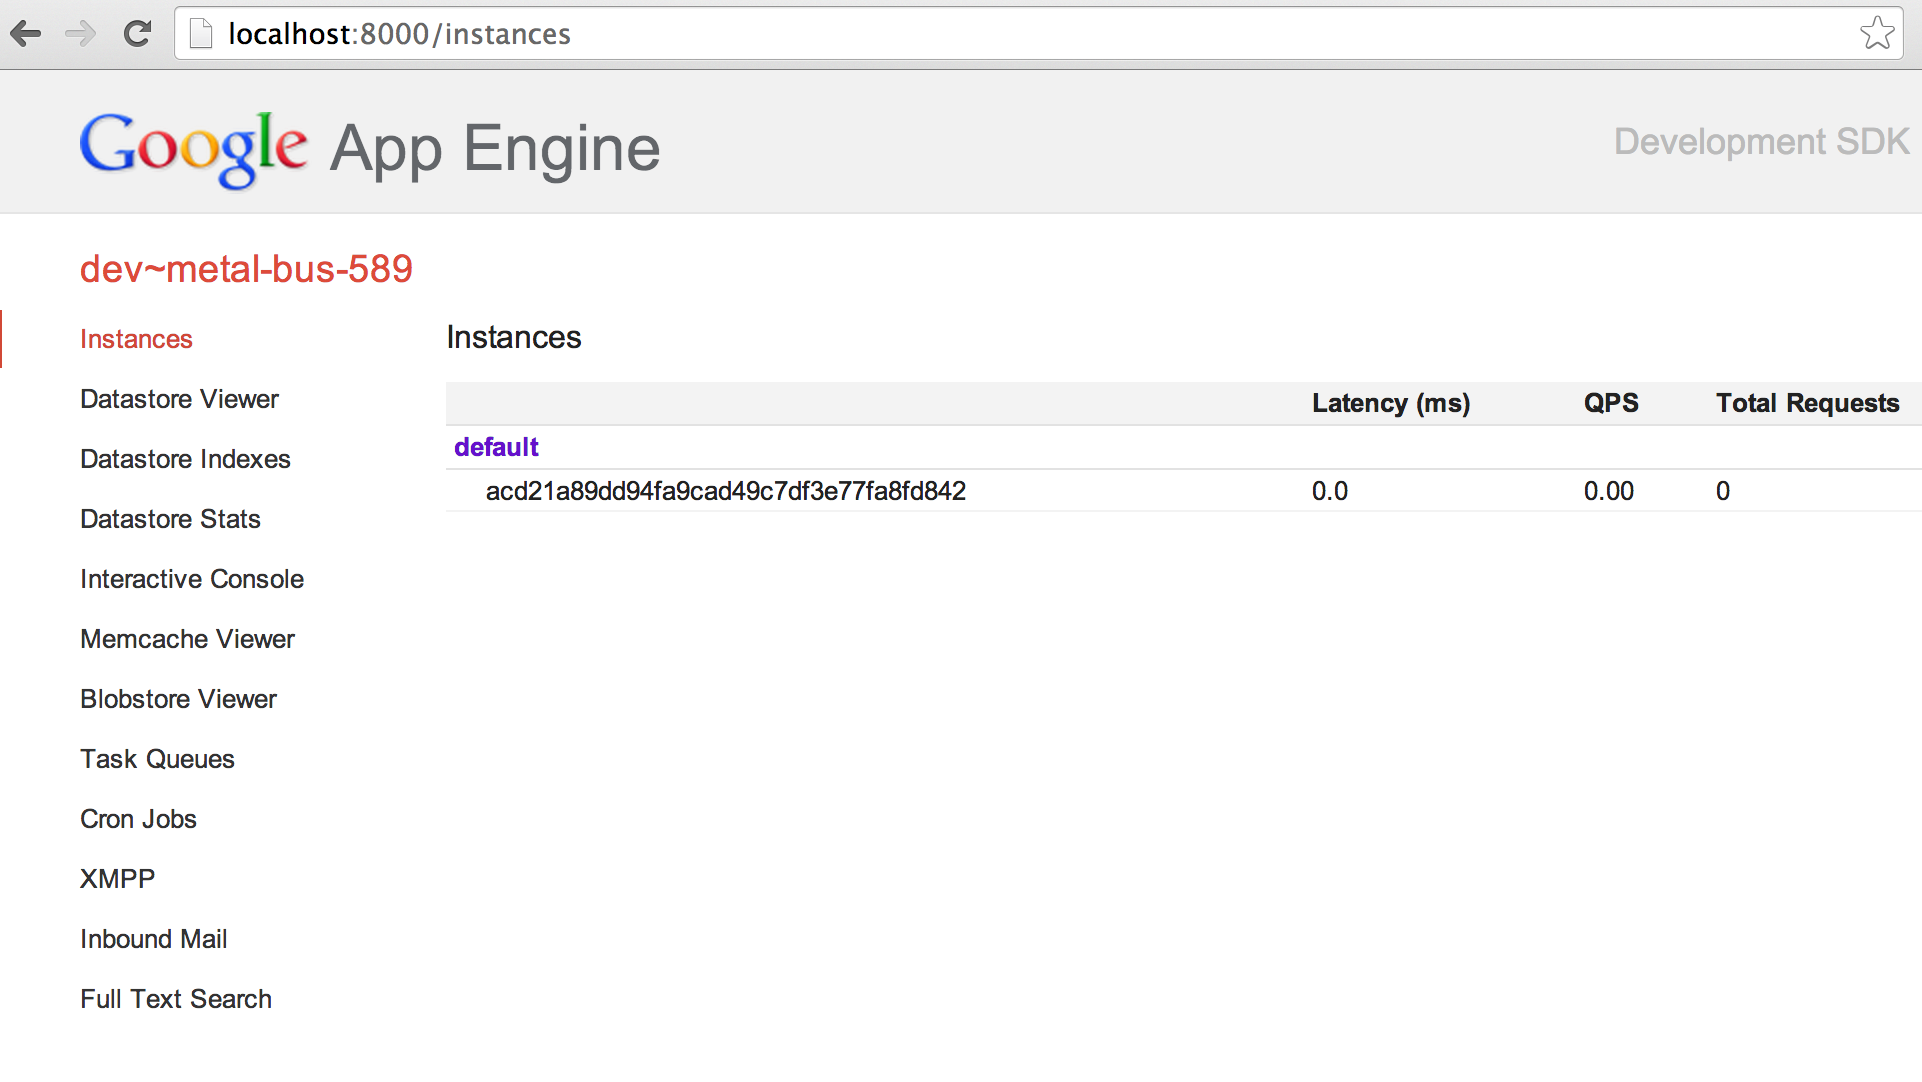 localhost:8000/instances
Google App Engine
Development SDK
dev~metal-bus-589
Instances
Datastore Viewer
Datastore Indexes
Datastore Stats
Interactive Console
Memcache Viewer
Blobstore Viewer
Task Queues
Cron Jobs
XMPP
Inbound Mail
Full Text Search
Instances
Latency (ms) QPS Total Requests
default
acd21a89dd94fa9cad49c7df3e77fa8fd842 0.0 0.00 0